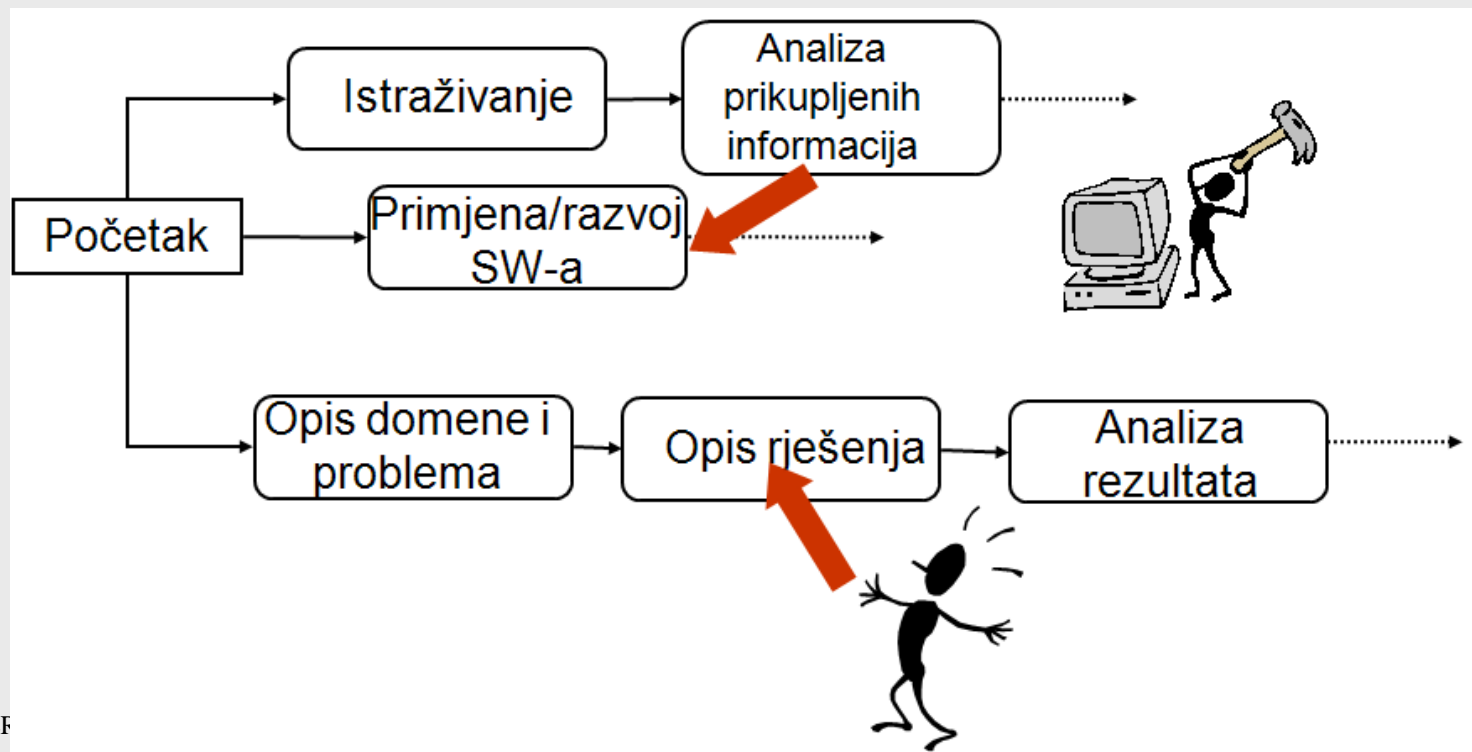 Istraživanje
Analiza
prikupljenih
informacija
Početak
Primjena/razvoj
SW-a
Opis domene i
problema
Opis rješenja
Analiza
rezultata